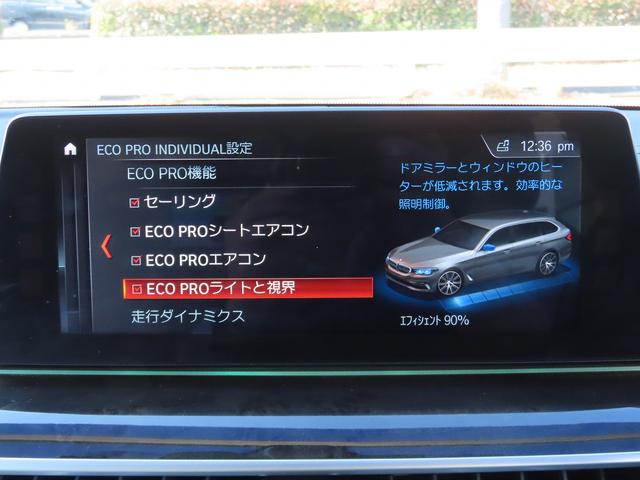 ECO PRO INDIVIDUAL設定
12:36 pm
ECO PRO機能
セーリング
ECO PROシートエアコン
ECO PROエアコン
ECO PROライトと視界
走行ダイナミクス
ドアミラーとウィンドウのヒー
ターが低減されます。効率的な
照明制御。
ｴﾌｨｼｪﾝﾄ 90%